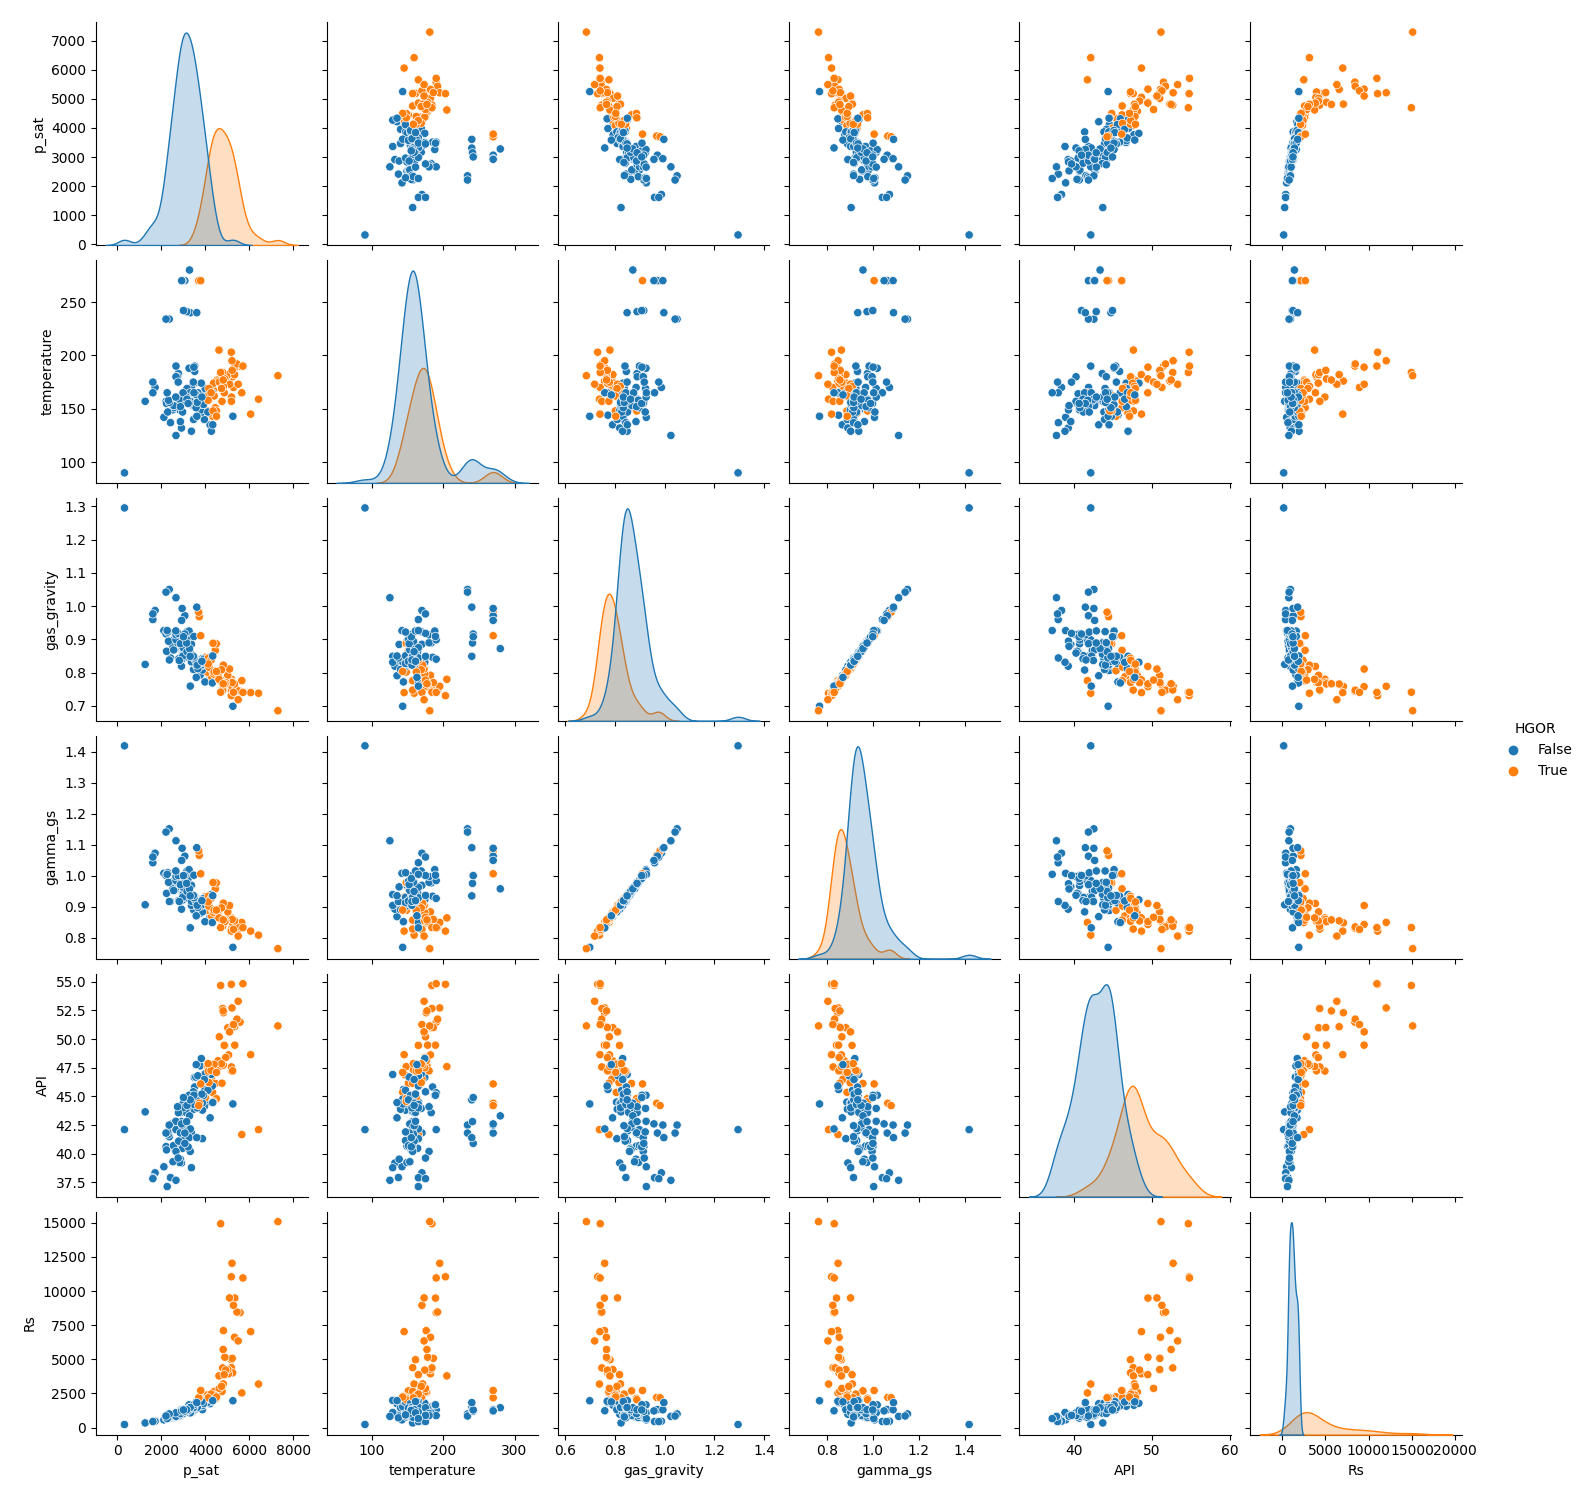 7000
6000
5000
4000
3000
2000
1000
0
p_sat
250
200
150
100
temperature
1.3
1.2
1.1
1.0
0.9
0.8
0.7
gas_gravity
HGOR
False
True
1.4
1.3
1.2
1.1
1.0
0.9
0.8
gamma_gs
55.0
52.5
50.0
47.5
45.0
42.5
40.0
37.5
API
15000
12500
10000
7500
5000
2500
0
Rs
0 2000 4000 6000 8000
100 200 300
0.6 0.8 1.0 1.2 1.4
0.8 1.0 1.2 1.4
40 50 60
0 5000 10000 15000 20000
p_sat temperature gas_gravity gamma_gs API Rs